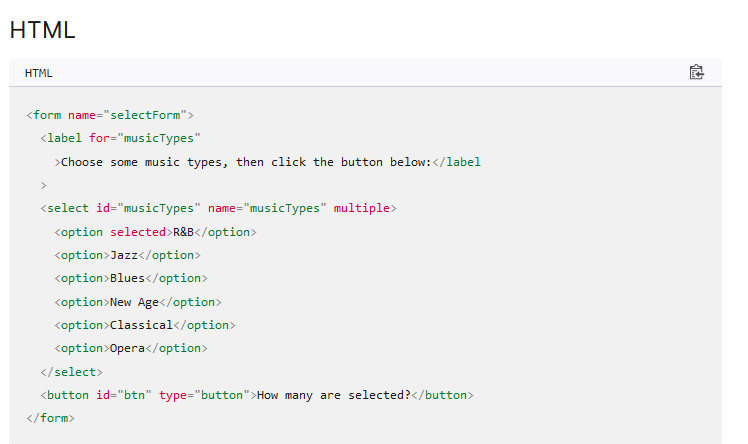 HTML
HTML
<form name="selectForm">
  <label for="musicTypes"
    >Choose some music types, then click the button below:</label
  >
  <select id="musicTypes" name="musicTypes" multiple>
    <option selected>R&B</option>
    <option>Jazz</option>
    <option>Blues</option>
    <option>New Age</option>
    <option>Classical</option>
    <option>Opera</option>
  </select>
  <button id="btn" type="button">How many are selected?</button>
</form>